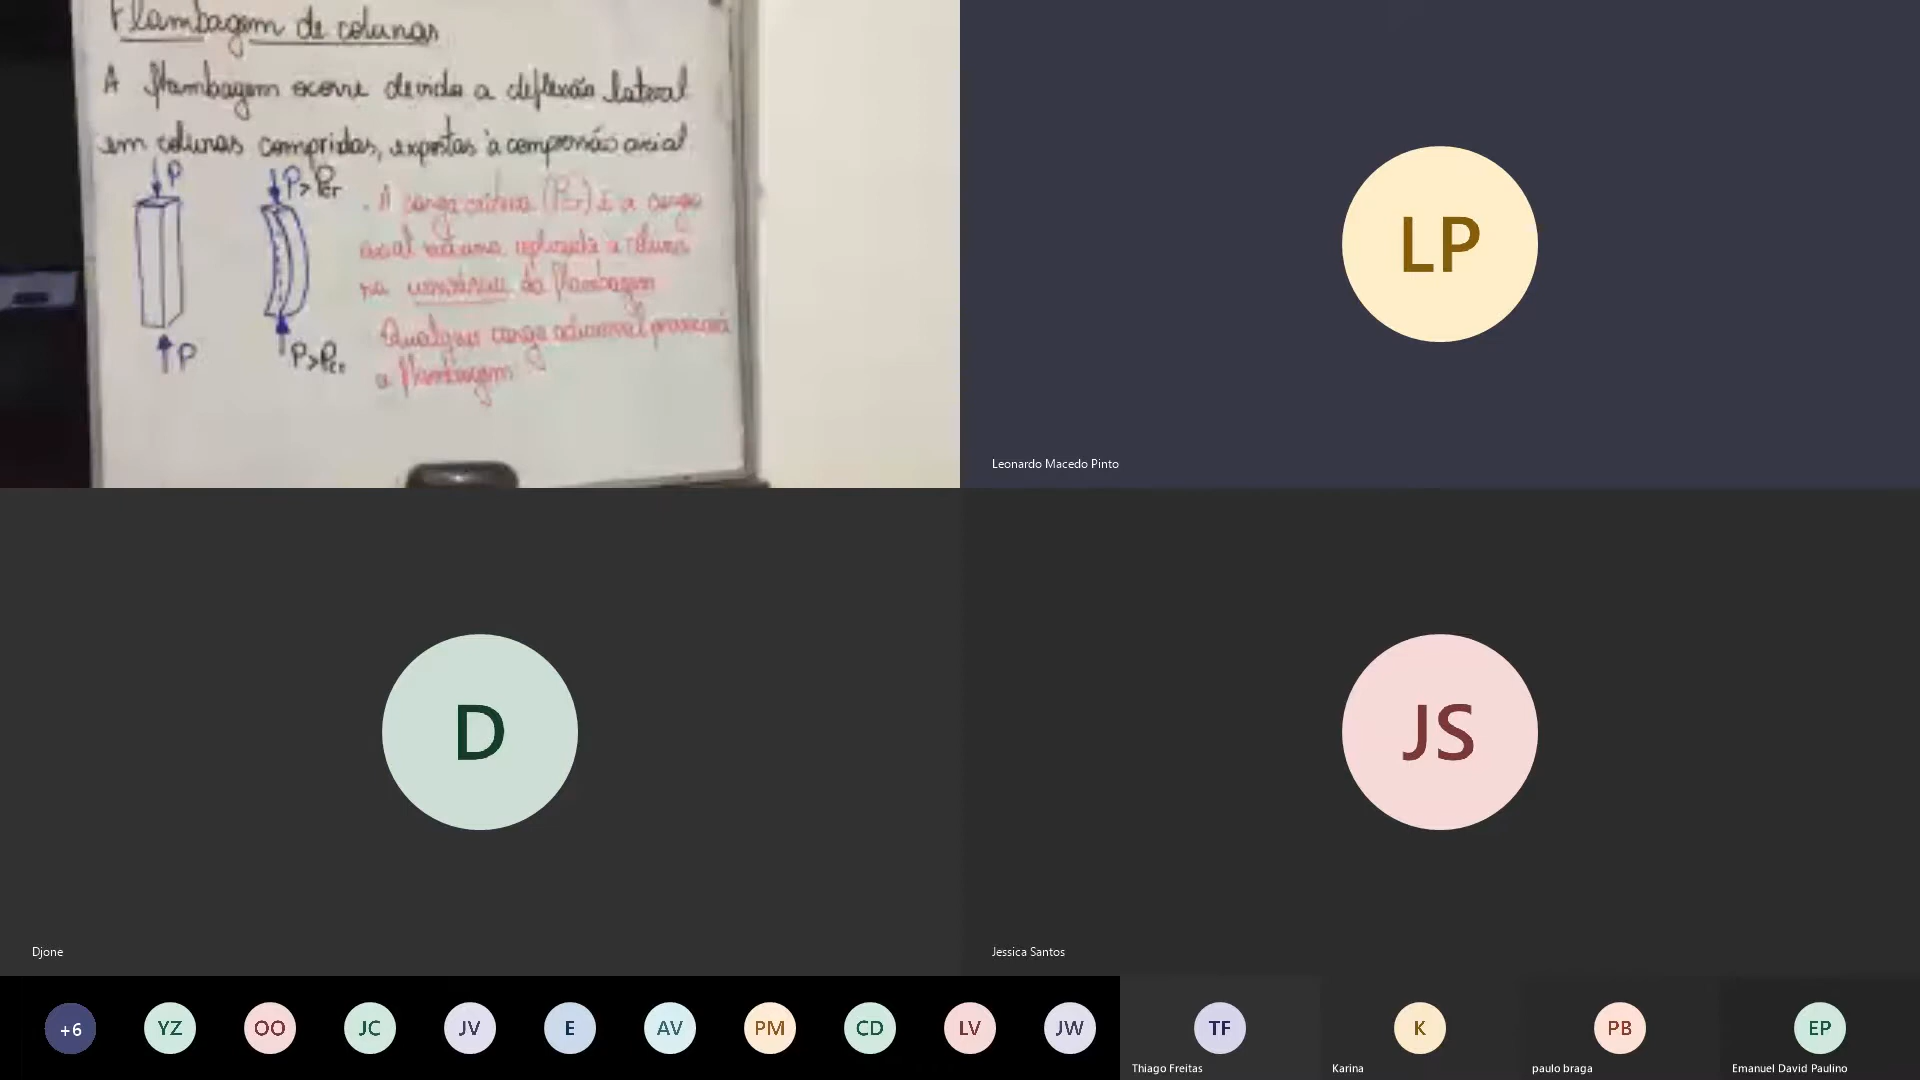 Flambagem de colunas
A flambagem ocorre devido a deflexão lateral
em colunas compridas, expostas à compressão axial
P
P>Pcr
. A carga crítica (Pcr) é a carga
axial máxima aplicada a coluna
na iminência da flambagem
Qualquer carga adicional provocará
a flambagem
P
P>Pcr
LP
Leonardo Macedo Pinto
D
Djone
JS
Jessica Santos
+6
YZ
OO
JC
JV
E
AV
PM
CD
LV
JW
TF
Thiago Freitas
K
Karina
PB
paulo braga
EP
Emanuel David Paulino